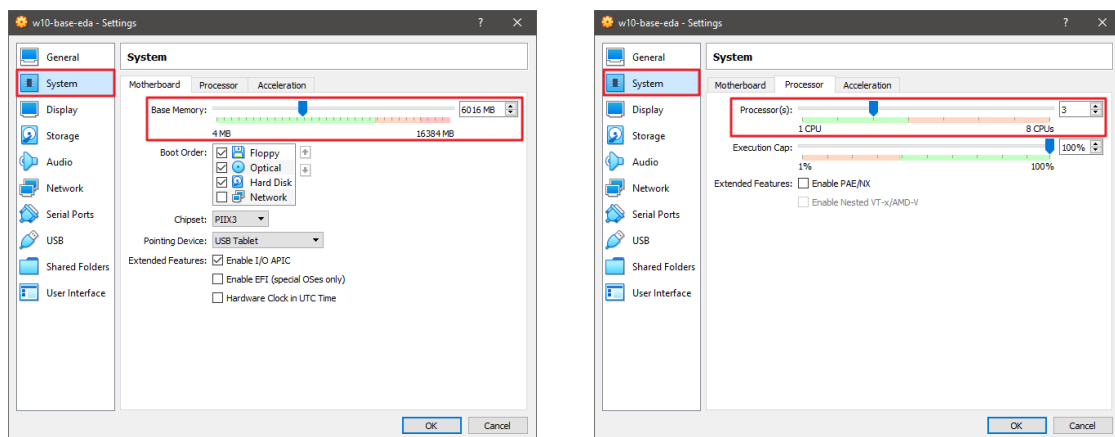 w10-base-eda - Settings ? ×
General
System
Display
Storage
Audio
Network
Serial Ports
USB
Shared Folders
User Interface
System
Motherboard Processor Acceleration
Base Memory: 6016 MB
4 MB 16384 MB
Boot Order: Floppy
Optical
Hard Disk
Network
Chipset: PIIX3
Pointing Device: USB Tablet
Extended Features: Enable I/O APIC
Enable EFI (special OSes only)
Hardware Clock in UTC Time
OK Cancel
w10-base-eda - Settings ? ×
General
System
Display
Storage
Audio
Network
Serial Ports
USB
Shared Folders
User Interface
System
Motherboard Processor Acceleration
Processor(s): 3
1 CPU 8 CPUs
Execution Cap: 100%
1% 100%
Extended Features: Enable PAE/NX
Enable Nested VT-x/AMD-V
OK Cancel